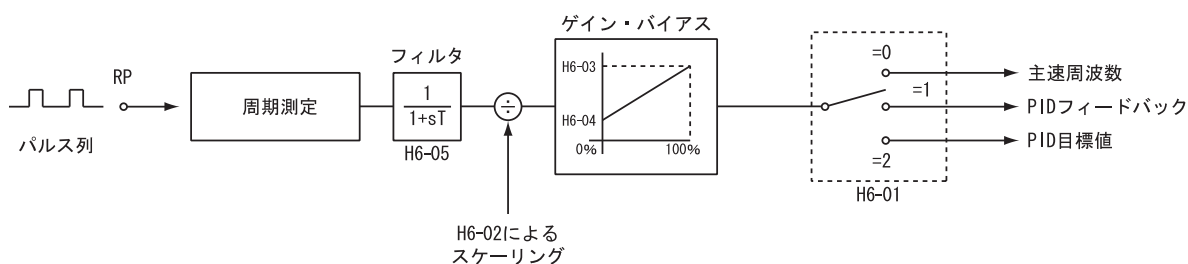 パルス列
RP
周期測定
フィルタ
1
1+sT
H6-05
÷
H6-02による
スケーリング
ゲイン・バイアス
H6-03
H6-04
0%
100%
=0
=1
=2
H6-01
主速周波数
PIDフィードバック
PID目標値